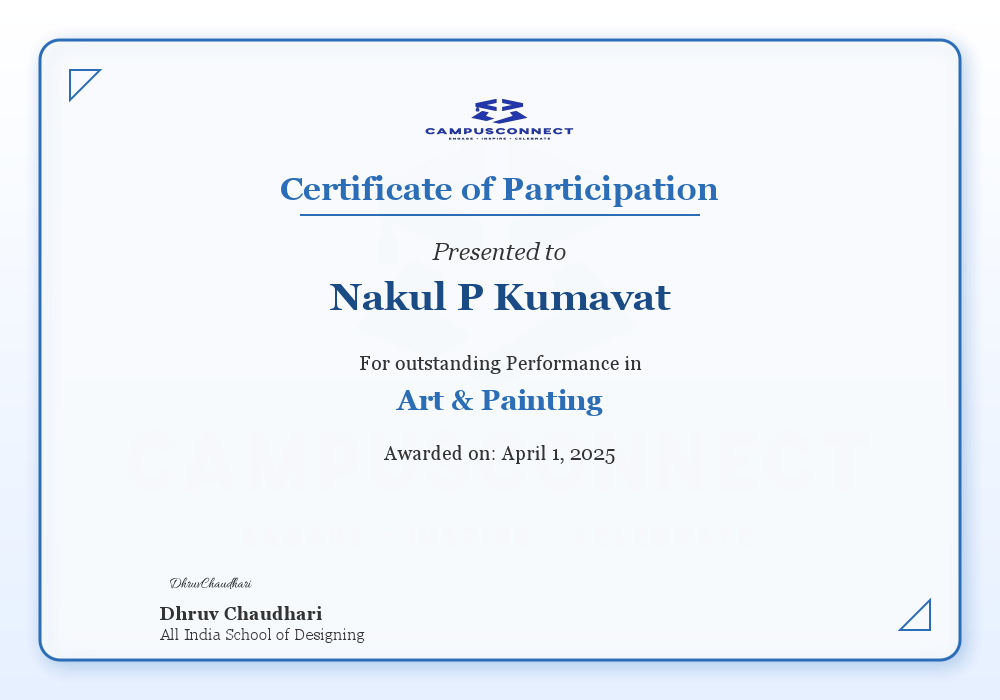 CAMPUSCONNECT
ENGAGE • INSPIRE • CELEBRATE
Certificate of Participation
Presented to
Nakul P Kumavat
For outstanding Performance in
Art & Painting
Awarded on: April 1, 2025
CAMPUSCONNECT
ENGAGE INSPIRE CELEBRATE
DhruvChaudhari
Dhruv Chaudhari
All India School of Designing